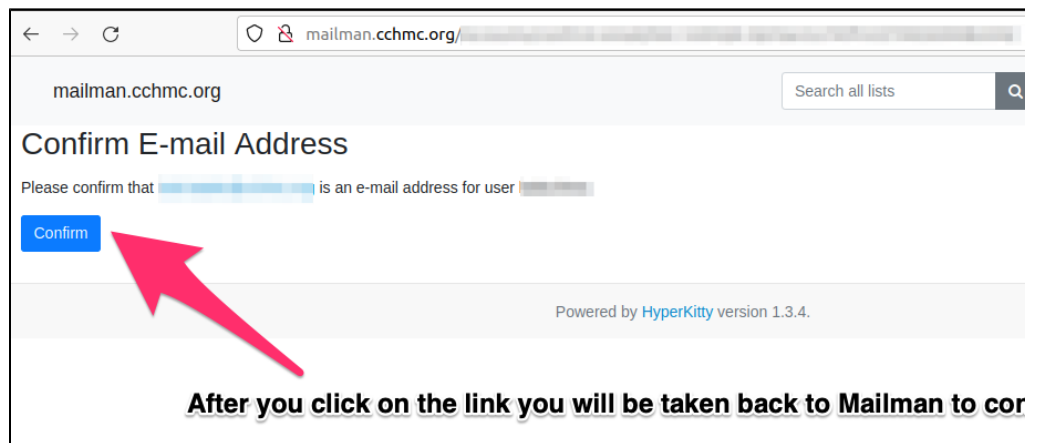 mailman.cchmc.org/
mailman.cchmc.org
Search all lists
Confirm E-mail Address
Please confirm that is an e-mail address for user
Confirm
Powered by HyperKitty version 1.3.4.
After you click on the link you will be taken back to Mailman to